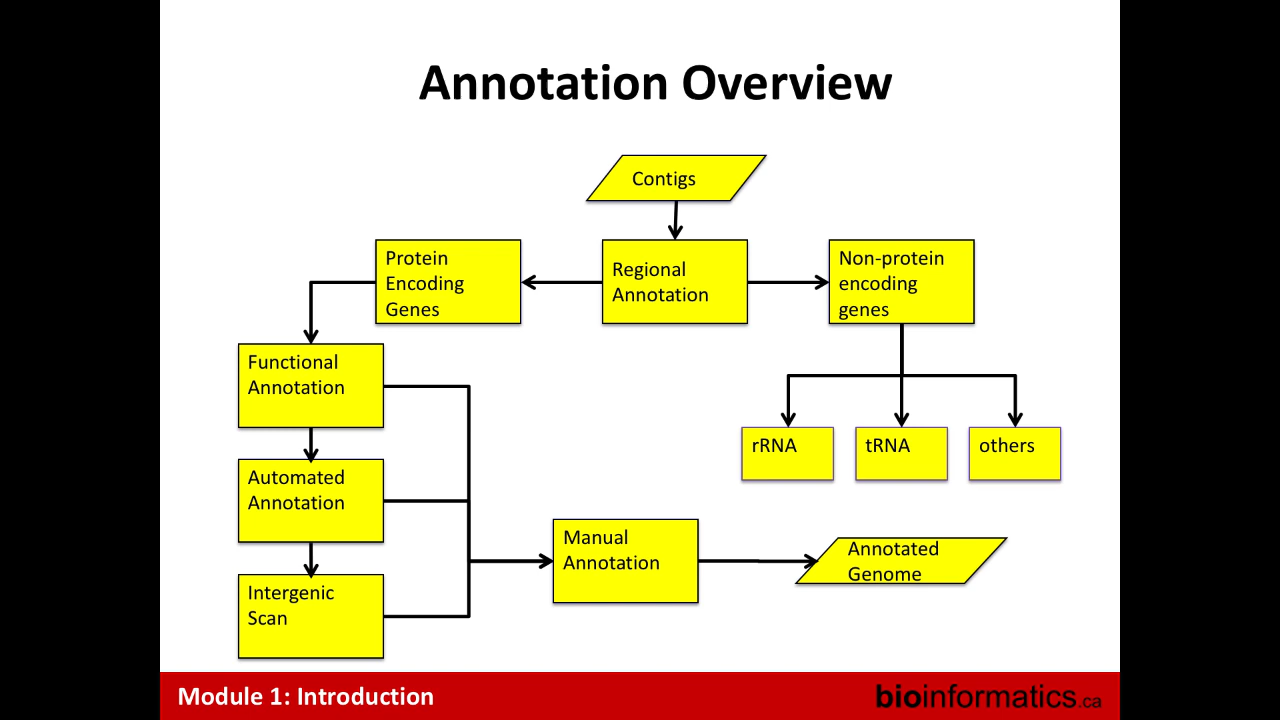 Annotation Overview
Contigs
Protein
Encoding
Genes
Regional
Annotation
Non-protein
encoding
genes
Functional
Annotation
rRNA
tRNA
others
Automated
Annotation
Manual
Annotation
Annotated
Genome
Intergenic
Scan
Module 1: Introduction
bioinformatics.ca